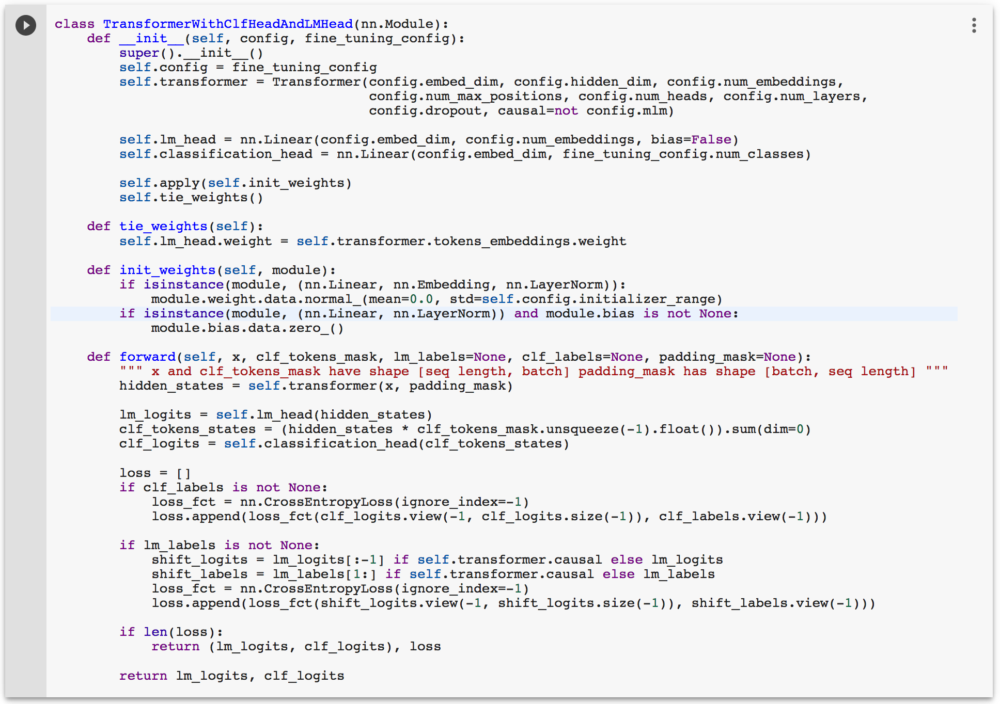 class TransformerWithClfHeadAndLMHead(nn.Module):
    def __init__(self, config, fine_tuning_config):
        super().__init__()
        self.config = fine_tuning_config
        self.transformer = Transformer(config.embed_dim, config.hidden_dim, config.num_embeddings,
                                       config.num_max_positions, config.num_heads, config.num_layers,
                                       config.dropout, causal=not config.mlm)

        self.lm_head = nn.Linear(config.embed_dim, config.num_embeddings, bias=False)
        self.classification_head = nn.Linear(config.embed_dim, fine_tuning_config.num_classes)

        self.apply(self.init_weights)
        self.tie_weights()

    def tie_weights(self):
        self.lm_head.weight = self.transformer.tokens_embeddings.weight

    def init_weights(self, module):
        if isinstance(module, (nn.Linear, nn.Embedding, nn.LayerNorm)):
            module.weight.data.normal_(mean=0.0, std=self.config.initializer_range)
        if isinstance(module, (nn.Linear, nn.LayerNorm)) and module.bias is not None:
            module.bias.data.zero_()

    def forward(self, x, clf_tokens_mask, lm_labels=None, clf_labels=None, padding_mask=None):
        """ x and clf_tokens_mask have shape [seq length, batch] padding_mask has shape [batch, seq length] """
        hidden_states = self.transformer(x, padding_mask)

        lm_logits = self.lm_head(hidden_states)
        clf_tokens_states = (hidden_states * clf_tokens_mask.unsqueeze(-1).float()).sum(dim=0)
        clf_logits = self.classification_head(clf_tokens_states)

        loss = []
        if clf_labels is not None:
            loss_fct = nn.CrossEntropyLoss(ignore_index=-1)
            loss.append(loss_fct(clf_logits.view(-1, clf_logits.size(-1)), clf_labels.view(-1)))

        if lm_labels is not None:
            shift_logits = lm_logits[:-1] if self.transformer.causal else lm_logits
            shift_labels = lm_labels[1:] if self.transformer.causal else lm_labels
            loss_fct = nn.CrossEntropyLoss(ignore_index=-1)
            loss.append(loss_fct(shift_logits.view(-1, shift_logits.size(-1)), shift_labels.view(-1)))

        if len(loss):
            return (lm_logits, clf_logits), loss

        return lm_logits, clf_logits